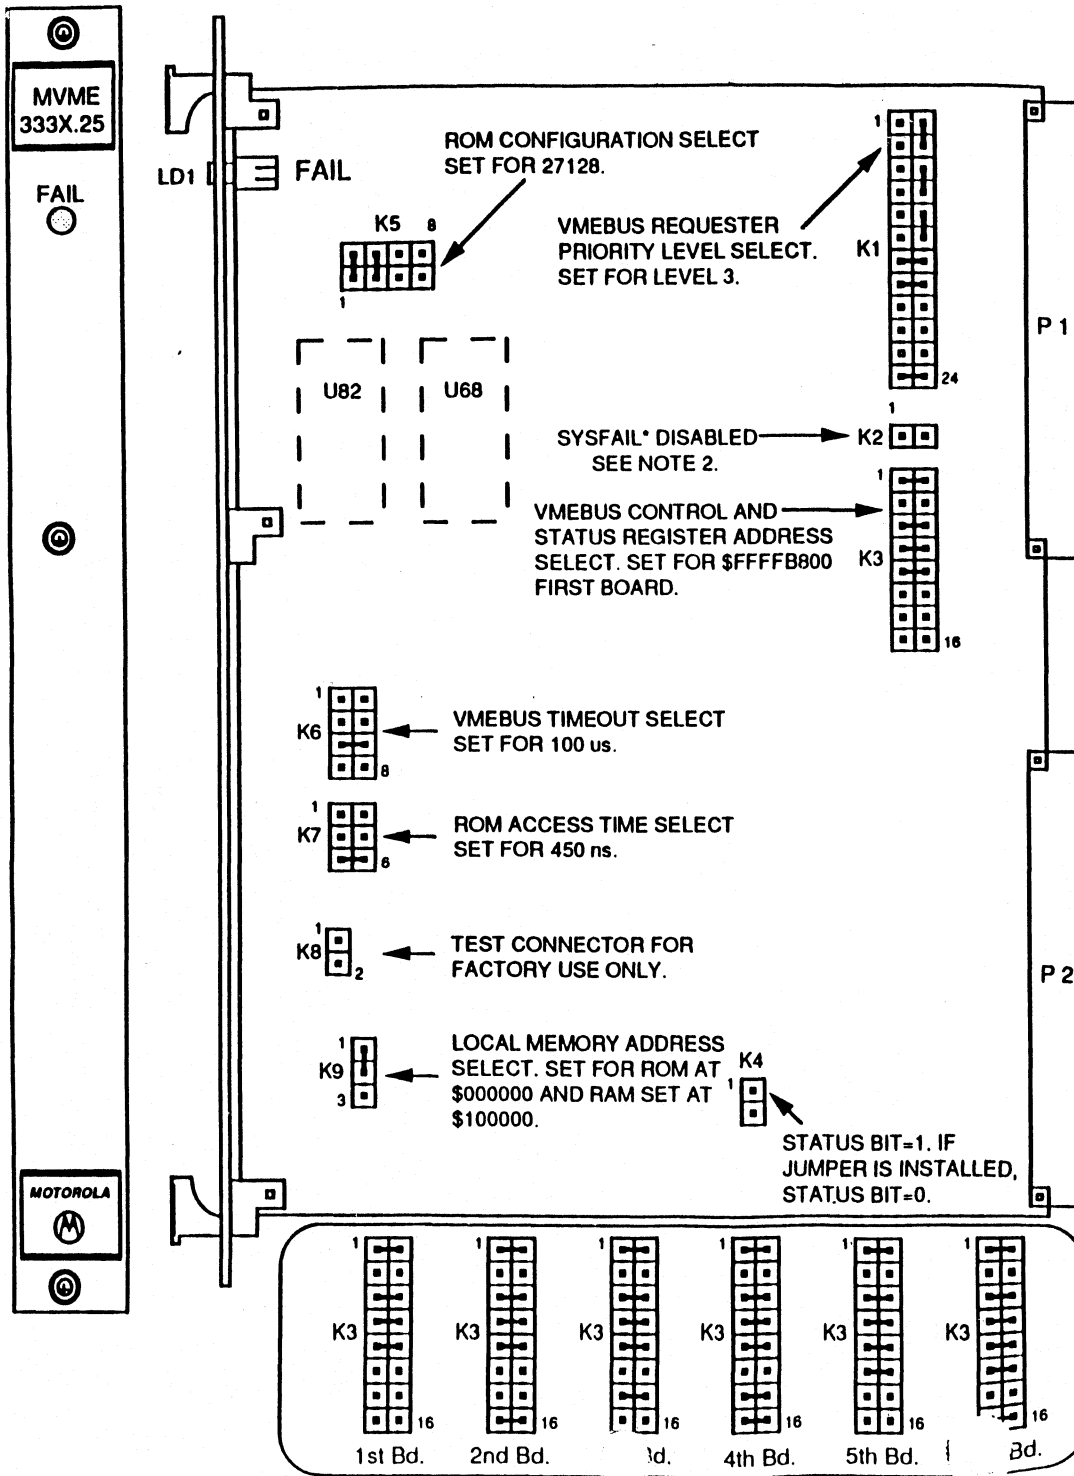 MVME
333X.25
FAIL
MOTOROLA
LD1
FAIL
ROM CONFIGURATION SELECT
SET FOR 27128.
K5 8
1
U82
U68
VMEBUS REQUESTER
PRIORITY LEVEL SELECT.
SET FOR LEVEL 3.
1
K1
24
P 1
SYSFAIL* DISABLED
SEE NOTE 2.
1
K2
VMEBUS CONTROL AND
STATUS REGISTER ADDRESS
SELECT. SET FOR $FFFFB800
FIRST BOARD.
1
K3
16
1
K6
8
VMEBUS TIMEOUT SELECT
SET FOR 100 us.
1
K7
6
ROM ACCESS TIME SELECT
SET FOR 450 ns.
1
K8
2
TEST CONNECTOR FOR
FACTORY USE ONLY.
P 2
1
K9
3
LOCAL MEMORY ADDRESS
SELECT. SET FOR ROM AT
$000000 AND RAM SET AT
$100000.
K4
1
STATUS BIT=1. IF
JUMPER IS INSTALLED,
STATUS BIT=0.
1
K3
16
1st Bd.
1
K3
16
2nd Bd.
1
K3
16
1
K3
16
4th Bd.
1
K3
16
5th Bd.
1
K3
16
Bd.